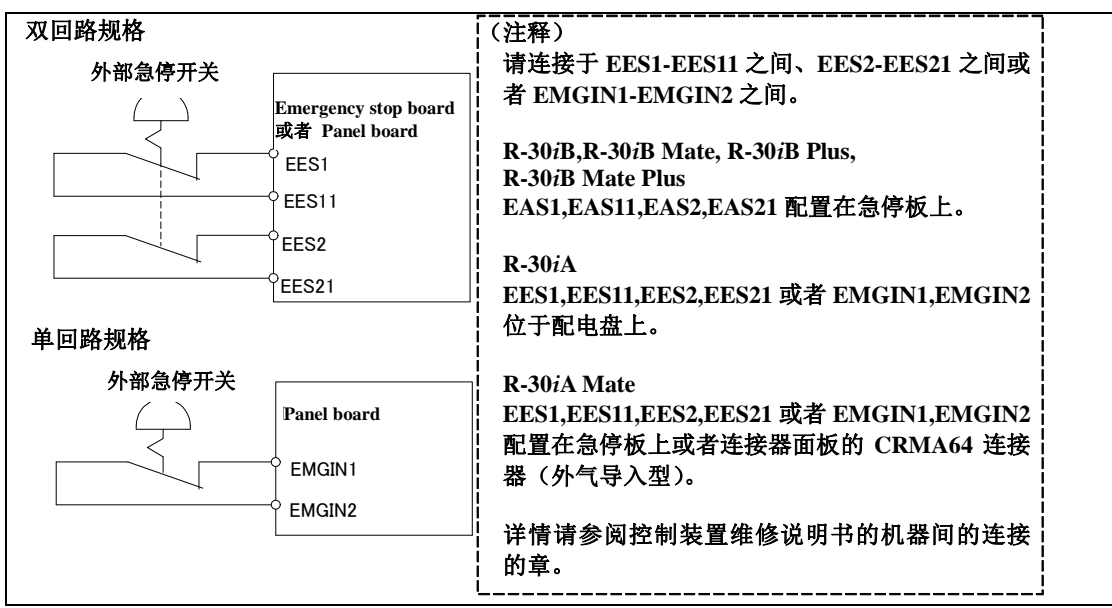 双回路规格
外部急停开关
Emergency stop board
或者 Panel board
EES1
EES11
EES2
EES21
单回路规格
外部急停开关
Panel board
EMGIN1
EMGIN2
（注释）
请连接于 EES1-EES11 之间、EES2-EES21 之间或
者 EMGIN1-EMGIN2 之间。
R-30iB,R-30iB Mate, R-30iB Plus,
R-30iB Mate Plus
EAS1,EAS11,EAS2,EAS21 配置在急停板上。
R-30iA
EES1,EES11,EES2,EES21 或者 EMGIN1,EMGIN2
位于配电盘上。
R-30iA Mate
EES1,EES11,EES2,EES21 或者 EMGIN1,EMGIN2
配置在急停板上或者连接器面板的 CRMA64 连接
器（外气导入型）。
详情请参阅控制装置维修说明书的机器间的连接
的章。